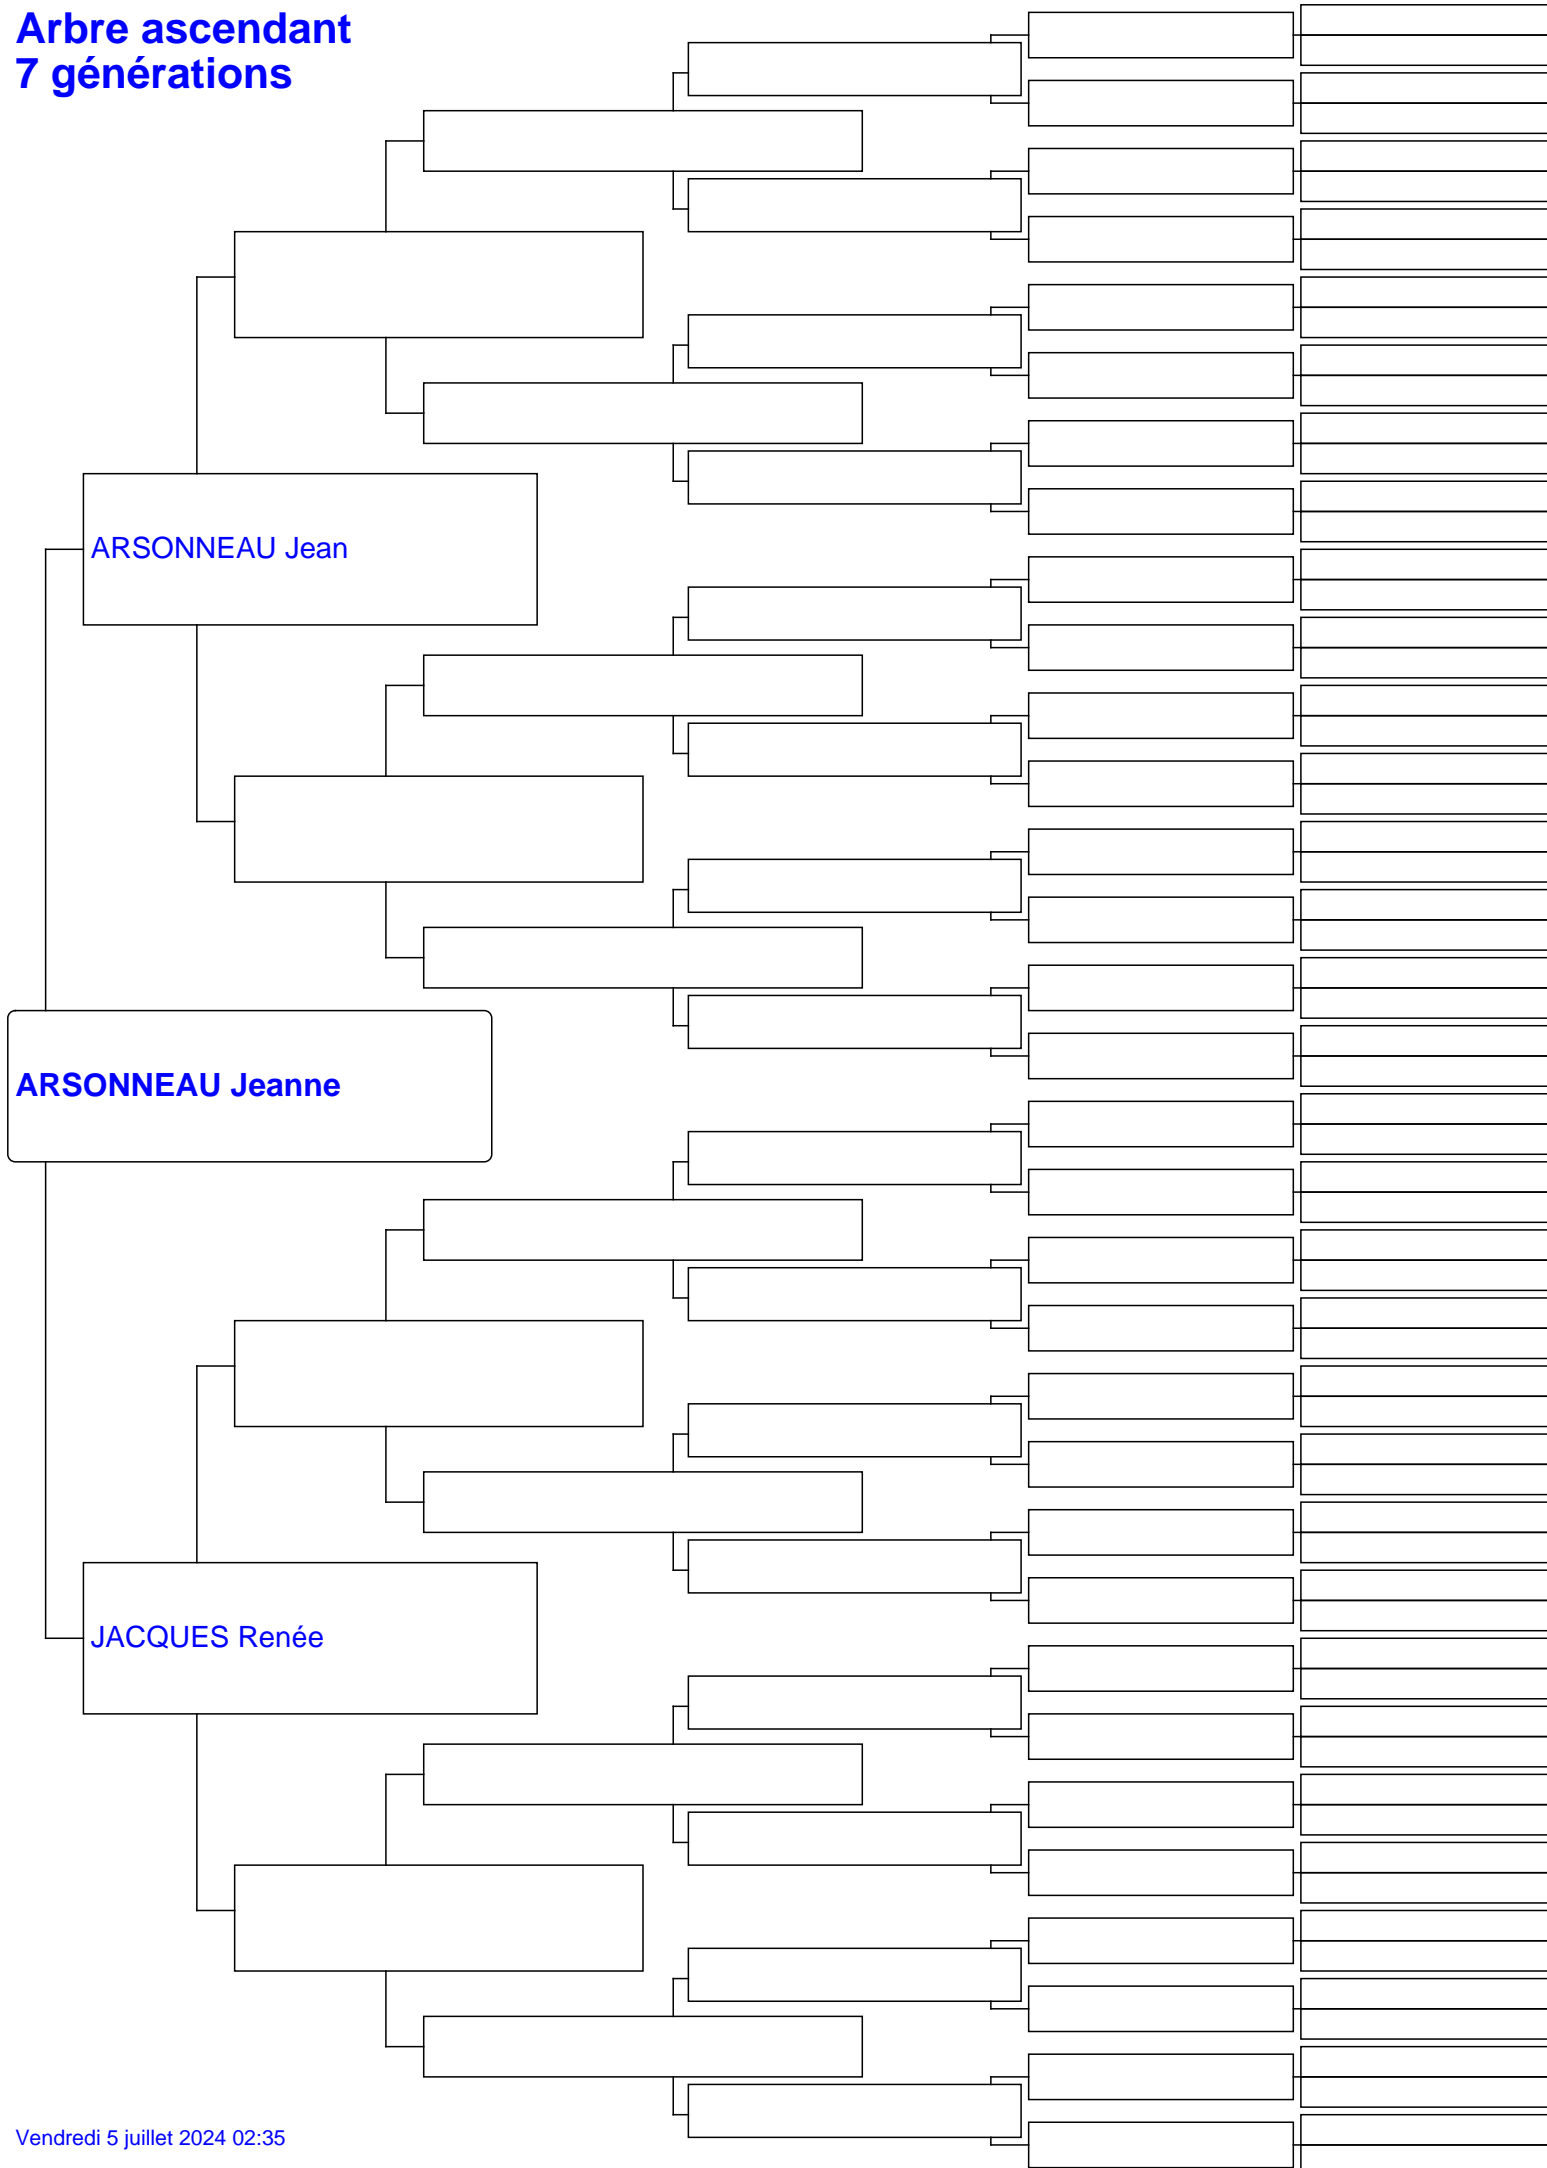 Arbre ascendant
7 générations
ARSONNEAU Jean
ARSONNEAU Jeanne
JACQUES Renée
Vendredi 5 juillet 2024 02:35